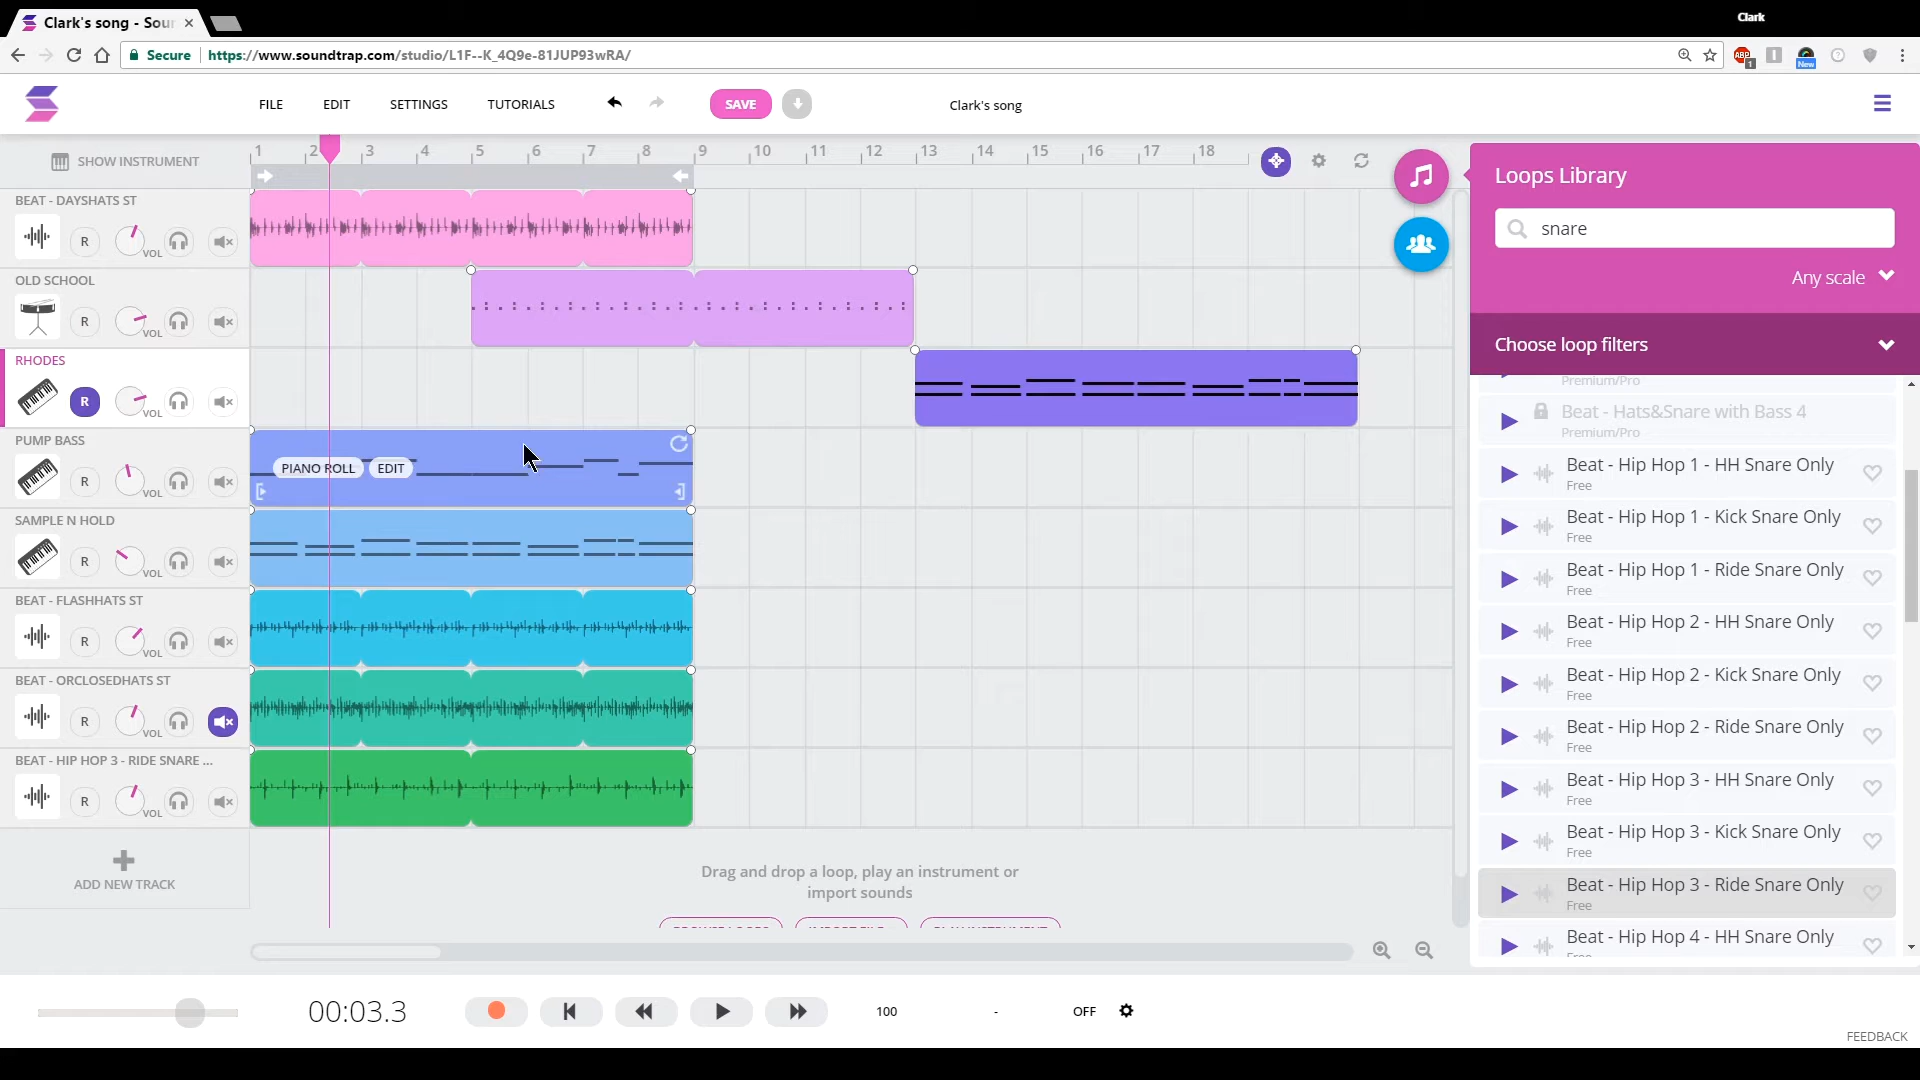 Clark's song - Sou
Clark
Secure https://www.soundtrap.com/studio/L1F--K_4Q9e-81JUP93wRA/
ABP
1
New
FILE EDIT SETTINGS TUTORIALS SAVE Clark's song
SHOW INSTRUMENT
1 2 3 4 5 6 7 8 9 10 11 12 13 14 15 16 17 18
BEAT - DAYSHATS ST
R VOL
OLD SCHOOL
R VOL
RHODES
R VOL
PUMP BASS
R VOL
PIANO ROLL EDIT
SAMPLE N HOLD
R VOL
BEAT - FLASHHATS ST
R VOL
BEAT - ORCLOSEDHATS ST
R VOL
BEAT - HIP HOP 3 - RIDE SNARE ...
R VOL
ADD NEW TRACK
Drag and drop a loop, play an instrument or
import sounds
Loops Library
snare
Any scale
Choose loop filters
Premium/Pro
Beat - Hats&Snare with Bass 4
Premium/Pro
Beat - Hip Hop 1 - HH Snare Only
Free
Beat - Hip Hop 1 - Kick Snare Only
Free
Beat - Hip Hop 1 - Ride Snare Only
Free
Beat - Hip Hop 2 - HH Snare Only
Free
Beat - Hip Hop 2 - Kick Snare Only
Free
Beat - Hip Hop 2 - Ride Snare Only
Free
Beat - Hip Hop 3 - HH Snare Only
Free
Beat - Hip Hop 3 - Kick Snare Only
Free
Beat - Hip Hop 3 - Ride Snare Only
Free
Beat - Hip Hop 4 - HH Snare Only
00:03.3 100 - OFF
FEEDBACK